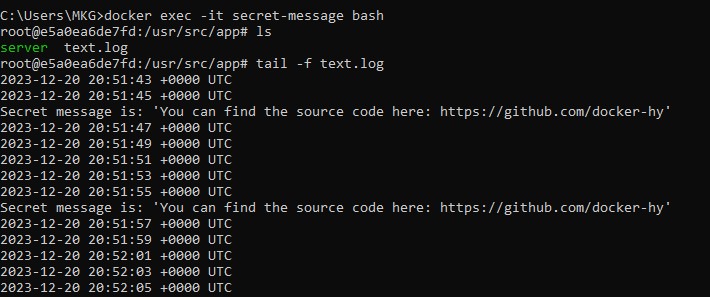 C:\Users\MKG>docker exec -it secret-message bash
root@e5a0ea6de7fd:/usr/src/app# ls
server  text.log
root@e5a0ea6de7fd:/usr/src/app# tail -f text.log
2023-12-20 20:51:43 +0000 UTC
2023-12-20 20:51:45 +0000 UTC
Secret message is: 'You can find the source code here: https://github.com/docker-hy'
2023-12-20 20:51:47 +0000 UTC
2023-12-20 20:51:49 +0000 UTC
2023-12-20 20:51:51 +0000 UTC
2023-12-20 20:51:53 +0000 UTC
2023-12-20 20:51:55 +0000 UTC
Secret message is: 'You can find the source code here: https://github.com/docker-hy'
2023-12-20 20:51:57 +0000 UTC
2023-12-20 20:51:59 +0000 UTC
2023-12-20 20:52:01 +0000 UTC
2023-12-20 20:52:03 +0000 UTC
2023-12-20 20:52:05 +0000 UTC